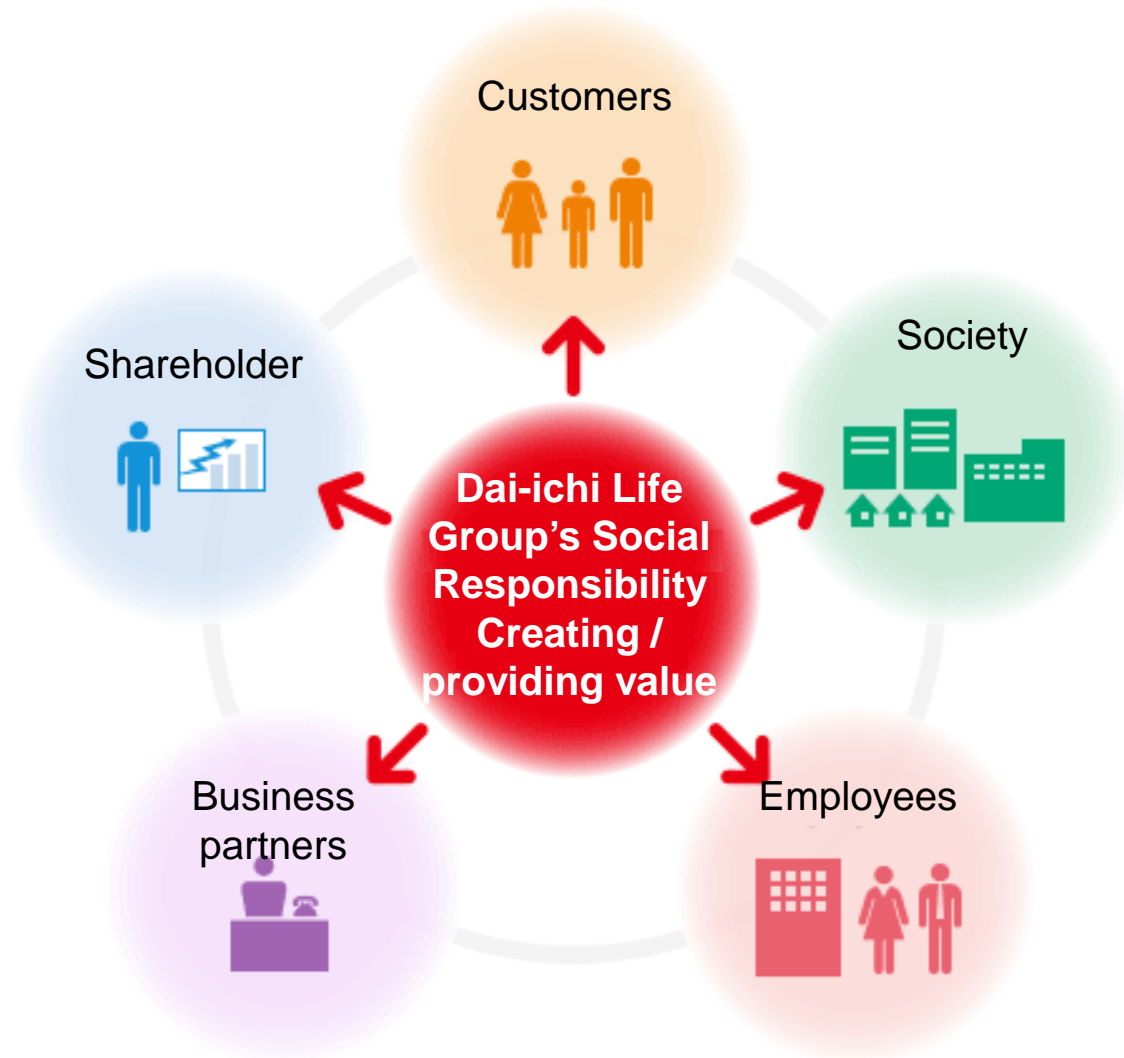 Customers
Society
Shareholder
Dai-ichi Life
Group’s Social
Responsibility
Creating /
providing value
Business
partners
Employees